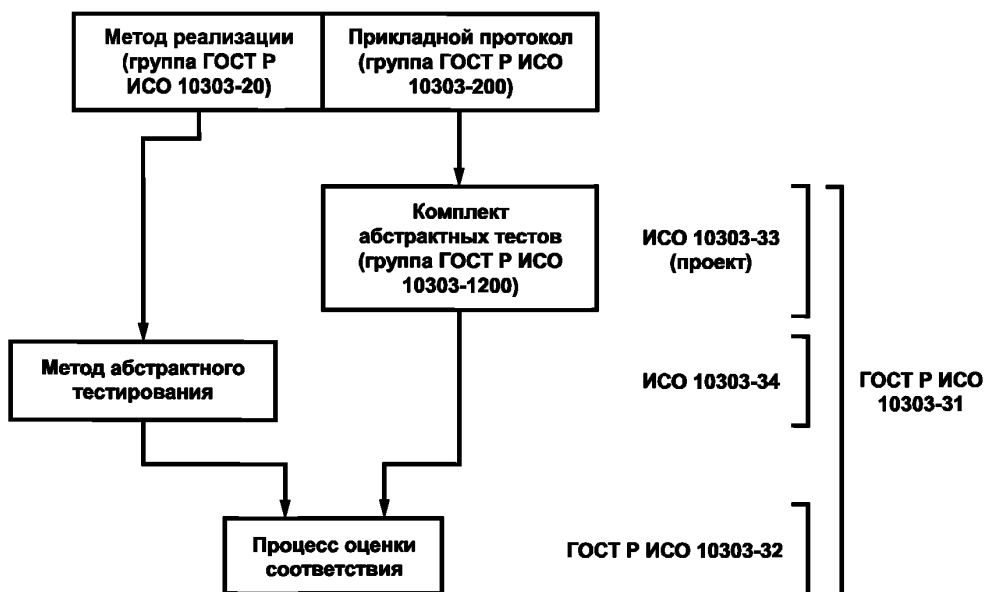 Метод реализации
(группа ГОСТ Р
ИСО 10303-20)
Прикладной протокол
(группа ГОСТ Р ИСО
10303-200)
Комплект
абстрактных тестов
(группа ГОСТ Р ИСО
10303-1200)
ИСО 10303-33
(проект)
Метод абстрактного
тестирования
ИСО 10303-34
ГОСТ Р ИСО
10303-31
Процесс оценки
соответствия
ГОСТ Р ИСО 10303-32